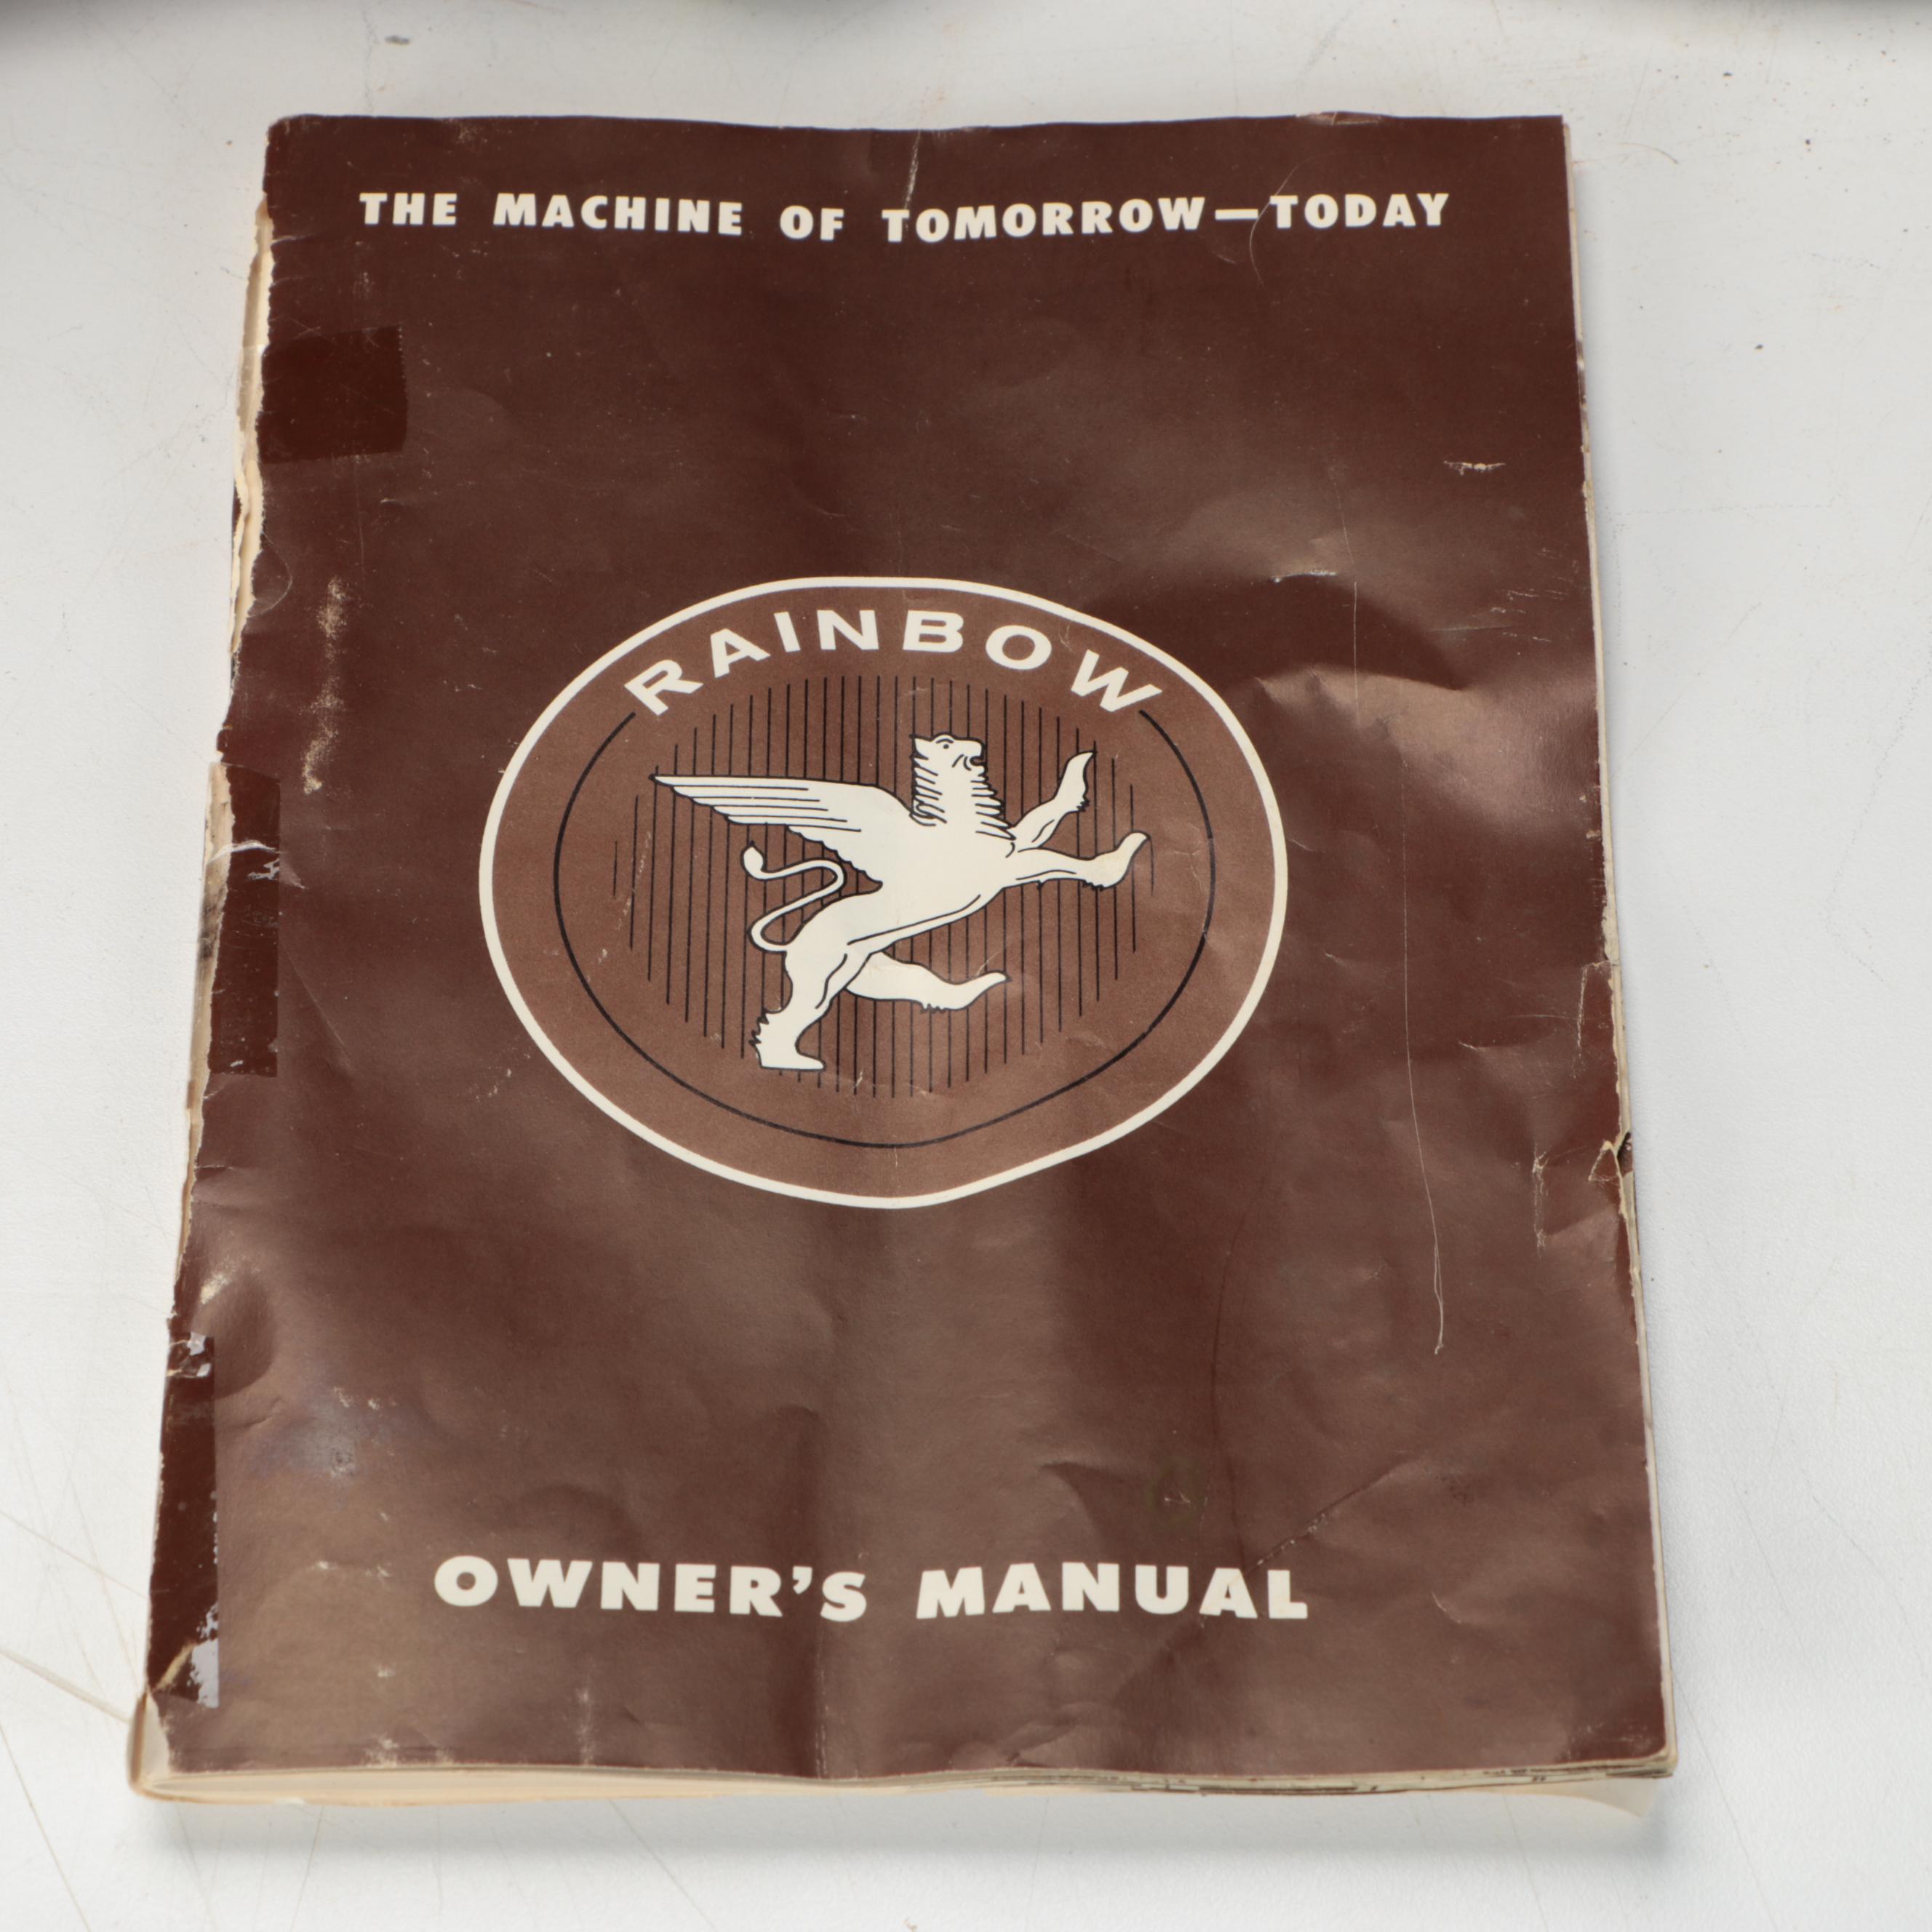 THE MACHINE OF TOMORROW—TODAY
RAINBOW
OWNER'S MANUAL